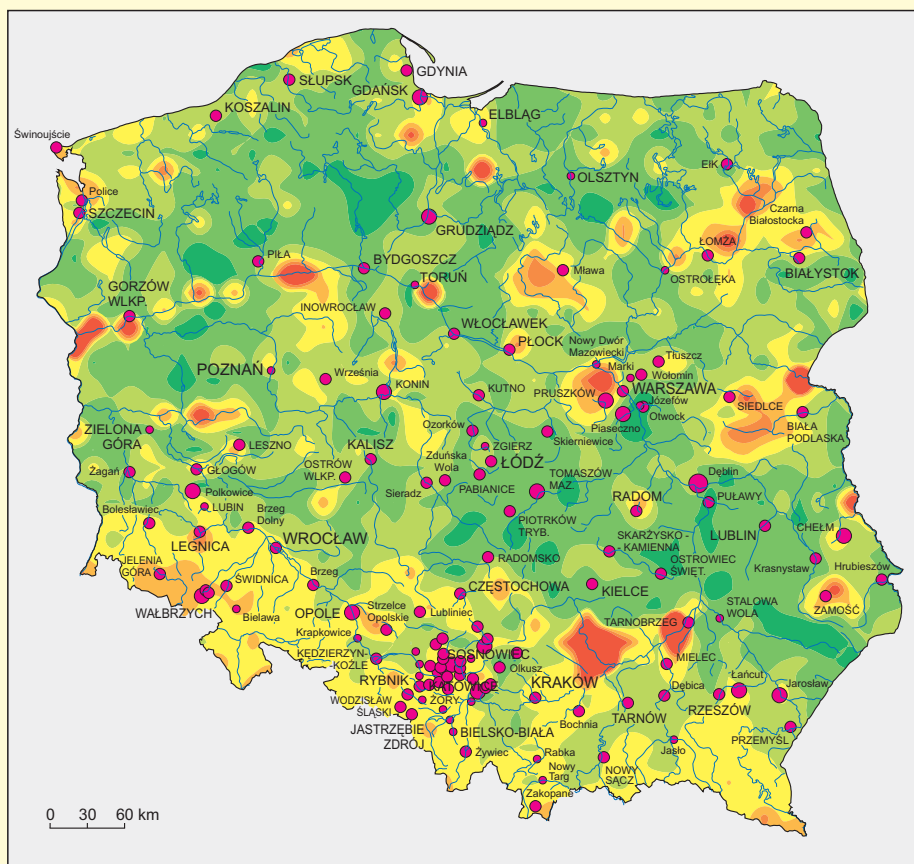 GDYNIA
SŁUPSK
GDAŃSK
KOSZALIN
ELBLĄG
Świnoujście
EŁK
OLSZTYN
Police
SZCZECIN
Czarna
Białostocka
GRUDZIĄDZ
ŁOMŻA
PIŁA
BYDGOSZCZ
Mława
BIAŁYSTOK
OSTROŁĘKA
TORUŃ
GORZÓW
WLKP.
INOWROCŁAW
WŁOCŁAWEK
PŁOCK
Nowy Dwór
Mazowiecki
Tłuszcz
Marki
Wołomin
POZNAŃ
Września
KONIN
KUTNO
WARSZAWA
PRUSZKÓW
Józefów
Otwock
SIEDLCE
Piaseczno
BIAŁA
PODLASKA
ZIELONA
GÓRA
Ozorków
Skierniewice
LESZNO
ZGIERZ
KALISZ
Zduńska
Wola
ŁÓDŹ
Żagań
GŁOGÓW
OSTRÓW
WLKP.
PABIANICE
TOMASZÓW
MAZ.
Dęblin
Sieradz
Polkowice
LUBIN
RADOM
PUŁAWY
Bolesławiec
Brzeg
Dolny
PIOTRKÓW
TRYB.
LUBLIN
CHEŁM
LEGNICA
WROCŁAW
SKARŻYSKO -
- KAMIENNA
RADOMSKO
Krasnystaw
JELENIA
GÓRA
ŚWIDNICA
Brzeg
CZĘSTOCHOWA
KIELCE
OSTROWIEC
ŚWIĘT.
Hrubieszów
WAŁBRZYCH
Bielawa
OPOLE
Strzelce
Opolskie
Lubliniec
STALOWA
WOLA
ZAMOŚĆ
TARNOBRZEG
Krapkowice
KĘDZIERZYN-
KOŹLE
SOSNOWIEC
Olkusz
MIELEC
RYBNIK
KATOWICE
KRAKÓW
Dębica
Łańcut
Jarosław
WODZISŁAW
ŚLĄSKI
ŻORY
Bochnia
TARNÓW
RZESZÓW
JASTRZĘBIE
ZDRÓJ
BIELSKO-BIAŁA
PRZEMYŚL
Żywiec
Rabka
Jasło
Nowy
Targ
NOWY
SĄCZ
Zakopane
0 30 60 km